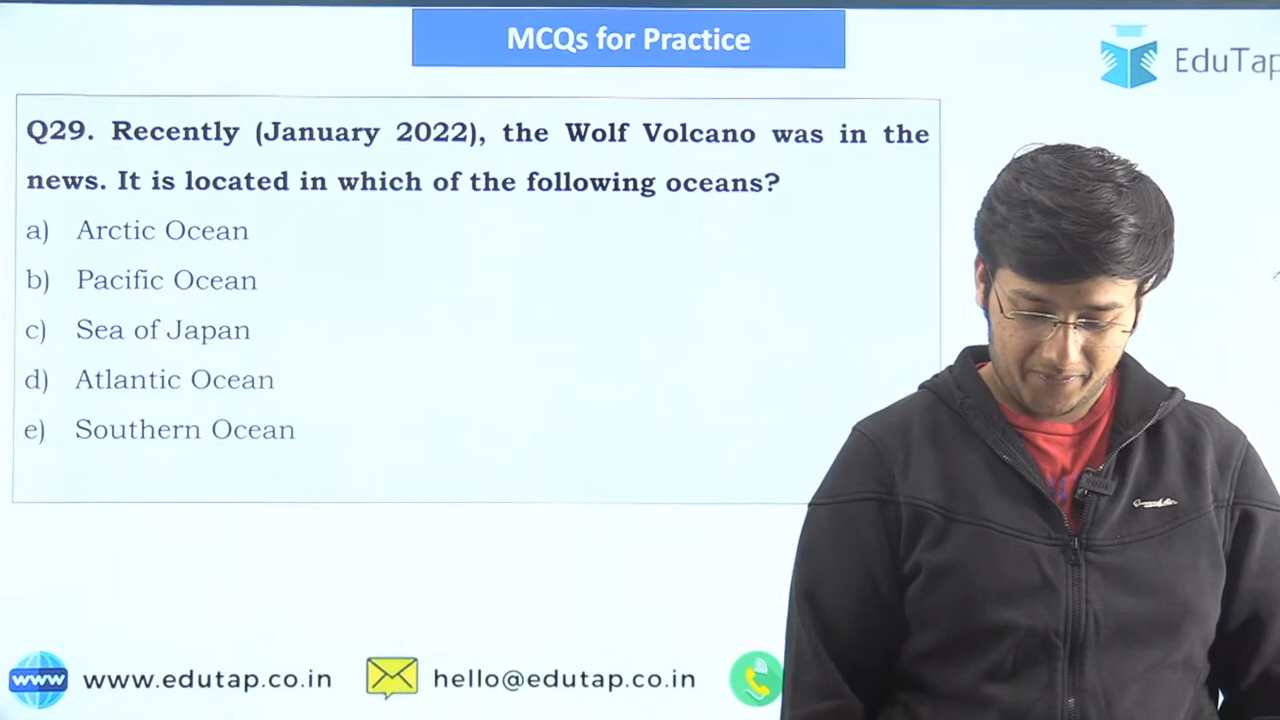 MCQs for Practice
EduTap
Q29. Recently (January 2022), the Wolf Volcano was in the
news. It is located in which of the following oceans?
a) Arctic Ocean
b) Pacific Ocean
c) Sea of Japan
d) Atlantic Ocean
e) Southern Ocean
RODE
www www.edutap.co.in hello@edutap.co.in